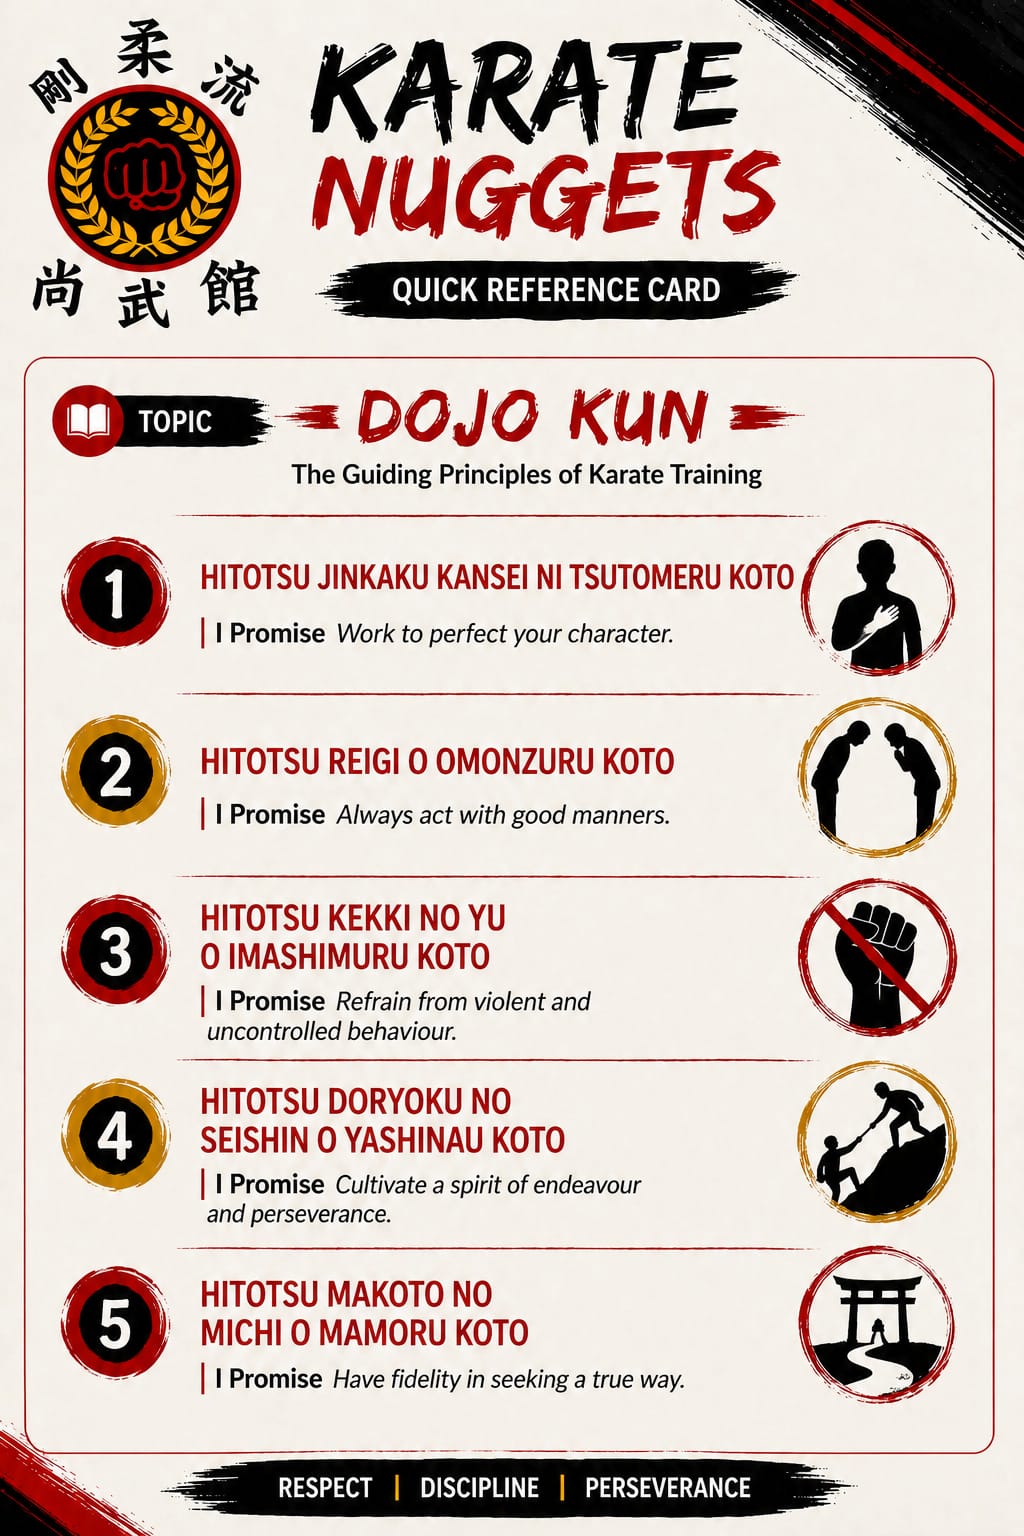 剛柔流
尚武館
KARATE
NUGGETS
QUICK REFERENCE CARD
TOPIC
DOJO KUN
The Guiding Principles of Karate Training
1
HITOTSU JINKAKU KANSEI NI TSUTOMERU KOTO
I Promise Work to perfect your character.
2
HITOTSU REIGI O OMONZURU KOTO
I Promise Always act with good manners.
3
HITOTSU KEKKI NO YU
O IMASHIMURU KOTO
I Promise Refrain from violent and
uncontrolled behaviour.
4
HITOTSU DORYOKU NO
SEISHIN O YASHINAU KOTO
I Promise Cultivate a spirit of endeavour
and perseverance.
5
HITOTSU MAKOTO NO
MICHI O MAMORU KOTO
I Promise Have fidelity in seeking a true way.
RESPECT | DISCIPLINE | PERSEVERANCE